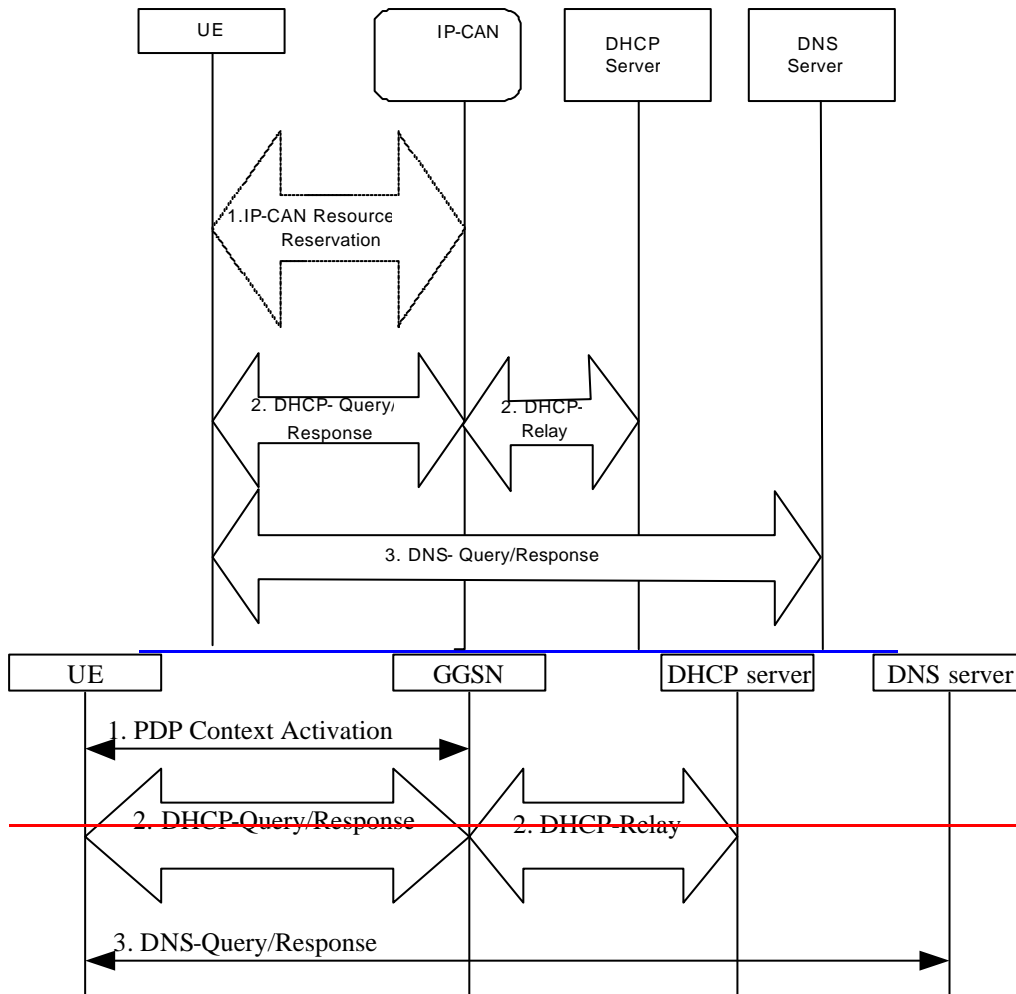 UE
IP-CAN
DHCP
Server
DNS
Server
1.IP-CAN Resource
Reservation
2. DHCP- Query/
Response
2. DHCP-
Relay
3. DNS- Query/Response
UE
GGSN
DHCP server
DNS server
1. PDP Context Activation
2. DHCP-Query/Response
2. DHCP-Relay
3. DNS-Query/Response